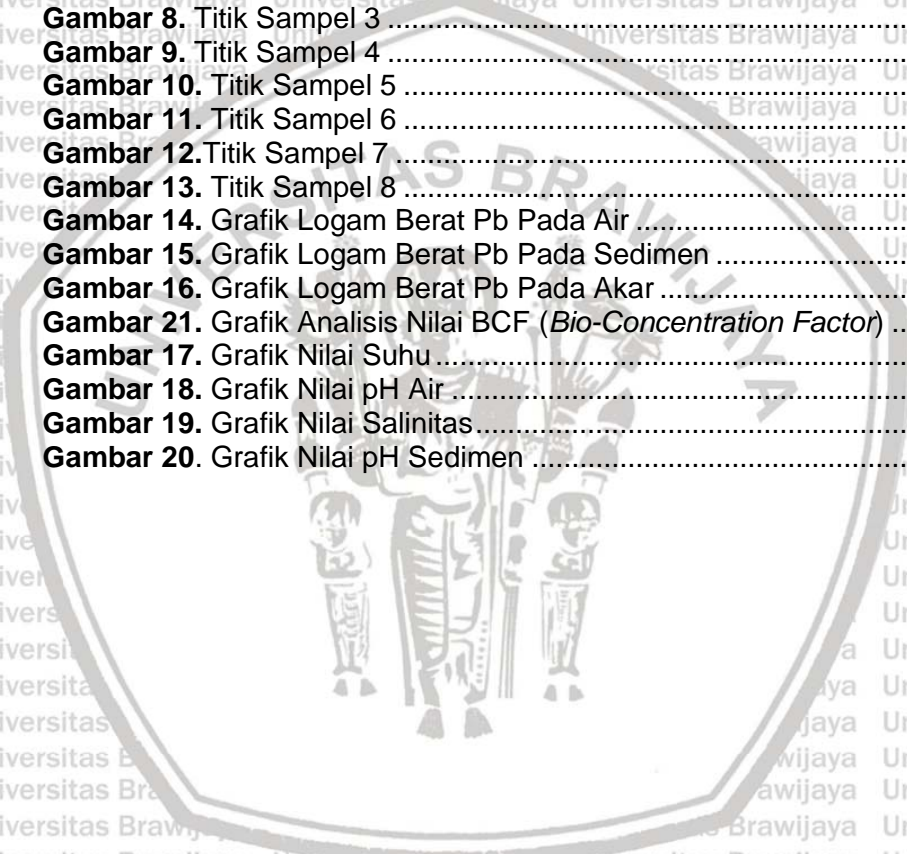 Gambar 8. Titik Sampel 3 ................................................................
Gambar 9. Titik Sampel 4 ................................................................
Gambar 10. Titik Sampel 5 ..............................................................
Gambar 11. Titik Sampel 6 ..............................................................
Gambar 12.Titik Sampel 7 ...............................................................
Gambar 13. Titik Sampel 8 ..............................................................
Gambar 14. Grafik Logam Berat Pb Pada Air ................................
Gambar 15. Grafik Logam Berat Pb Pada Sedimen ......................
Gambar 16. Grafik Logam Berat Pb Pada Akar .............................
Gambar 21. Grafik Analisis Nilai BCF (Bio-Concentration Factor) ..
Gambar 17. Grafik Nilai Suhu ..........................................................
Gambar 18. Grafik Nilai pH Air ........................................................
Gambar 19. Grafik Nilai Salinitas.....................................................
Gambar 20. Grafik Nilai pH Sedimen ..............................................
UNIVERSITAS BRAWIJAYA